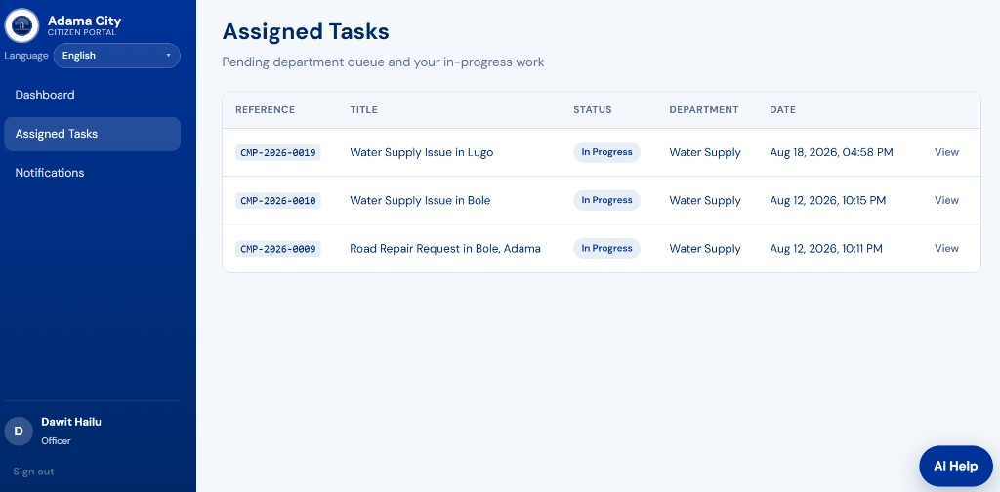 Adama City
CITIZEN PORTAL
Language English
Dashboard
Assigned Tasks
Notifications
Dawit Hailu
D
Officer
Sign out
Assigned Tasks
Pending department queue and your in-progress work
REFERENCE TITLE STATUS DEPARTMENT DATE
CMP-2026-0019 Water Supply Issue in Lugo In Progress Water Supply Aug 18, 2026, 04:58 PM View
CMP-2026-0010 Water Supply Issue in Bole In Progress Water Supply Aug 12, 2026, 10:15 PM View
CMP-2026-0009 Road Repair Request in Bole, Adama In Progress Water Supply Aug 12, 2026, 10:11 PM View
AI Help